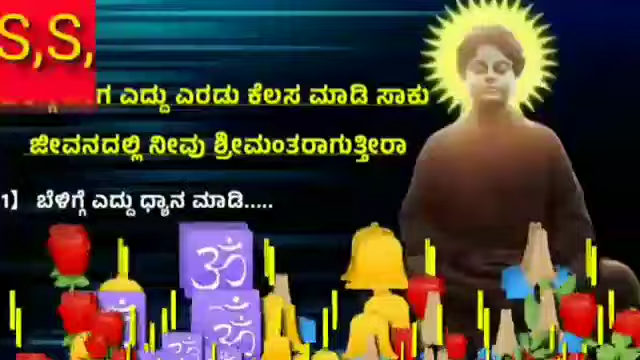 S,S,
ಎದ್ದು ಎರಡು ಕೆಲಸ ಮಾಡಿ ಸಾಕು
ಜೀವನದಲ್ಲಿ ನೀವು ಶ್ರೀಮಂತರಾಗುತ್ತೀರಾ
1] ಬೆಳಿಗ್ಗೆ ಎದ್ದು ಧ್ಯಾನ ಮಾಡಿ.....
ॐ
ॐ